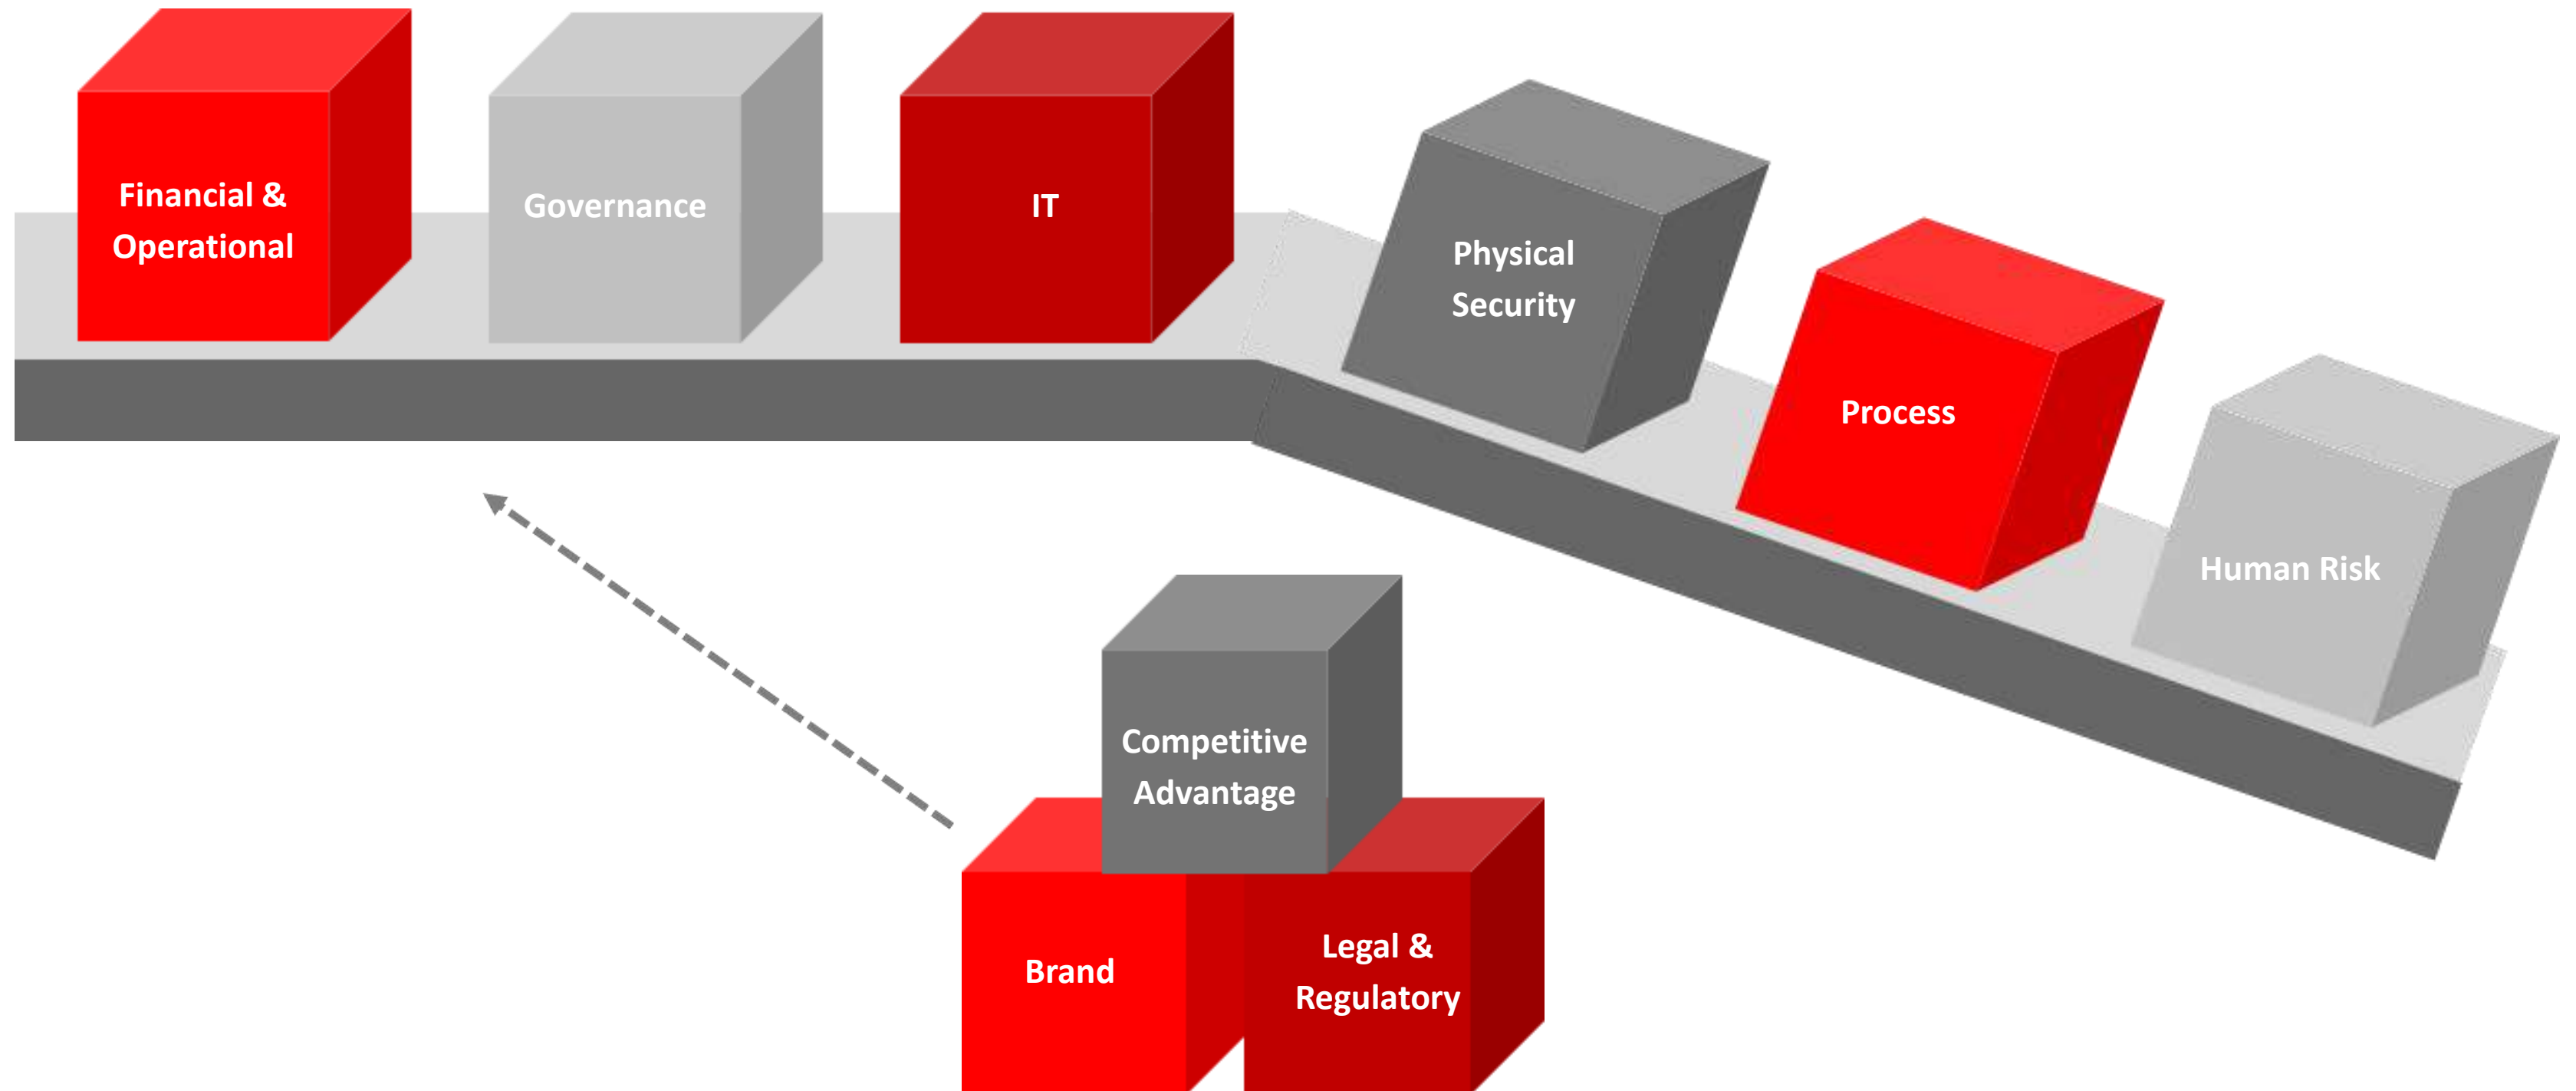 Financial &
Operational
Governance
IT
Physical
Security
Process
Human Risk
Competitive
Advantage
Brand
Legal &
Regulatory